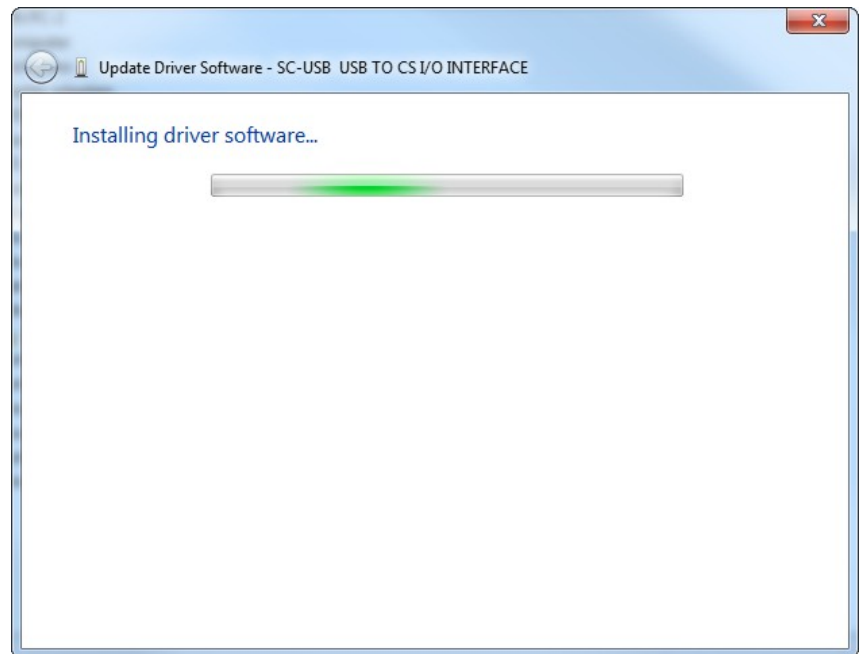 Update Driver Software - SC-USB  USB TO CS I/O INTERFACE
Installing driver software...